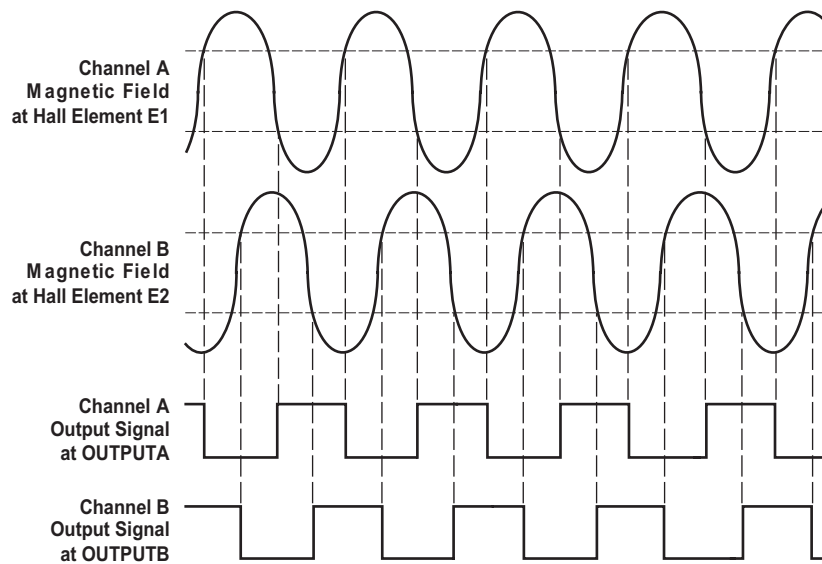 Channel A
Magnetic Field
at Hall Element E1
Channel B
Magnetic Field
at Hall Element E2
Channel A
Output Signal
at OUTPUTA
Channel B
Output Signal
at OUTPUTB